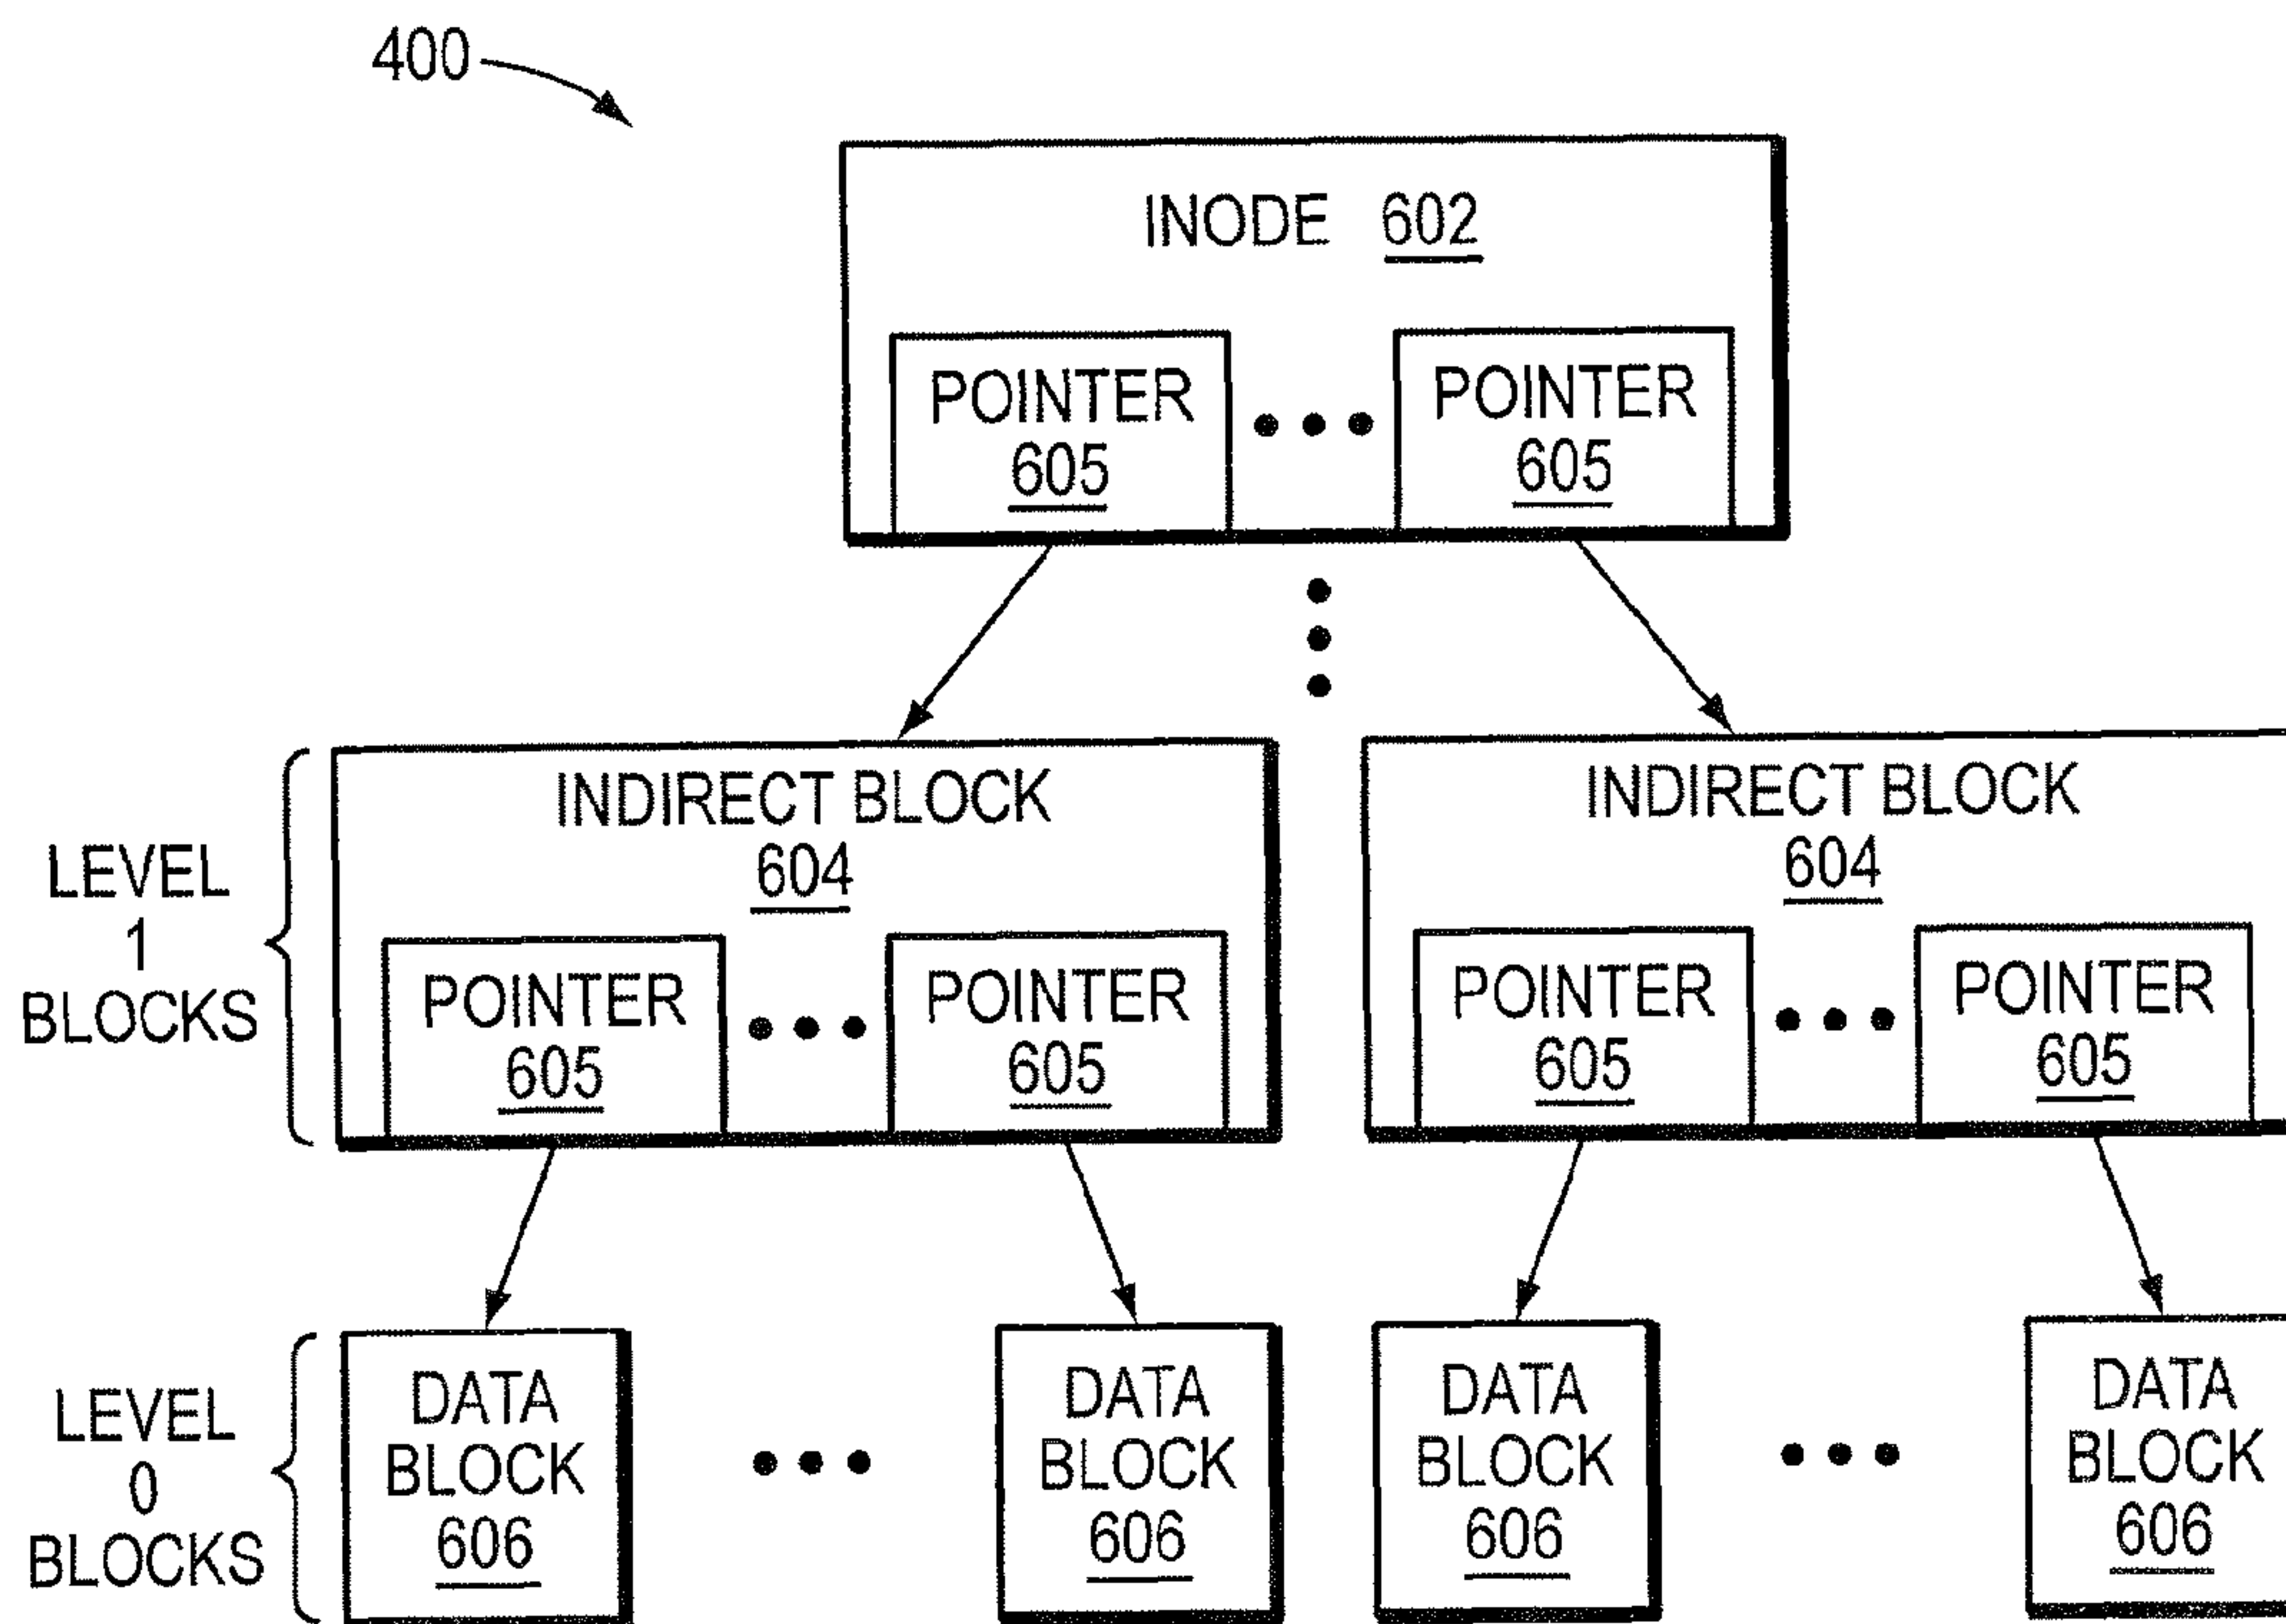 400
INODE 602
POINTER POINTER
605 605
INDIRECT BLOCK
604
INDIRECT BLOCK
604
LEVEL
1
BLOCKS
POINTER
605
POINTER
605
POINTER
605
POINTER
605
LEVEL
0
BLOCKS
DATA
BLOCK
606
DATA
BLOCK
606
DATA
BLOCK
606
DATA
BLOCK
606